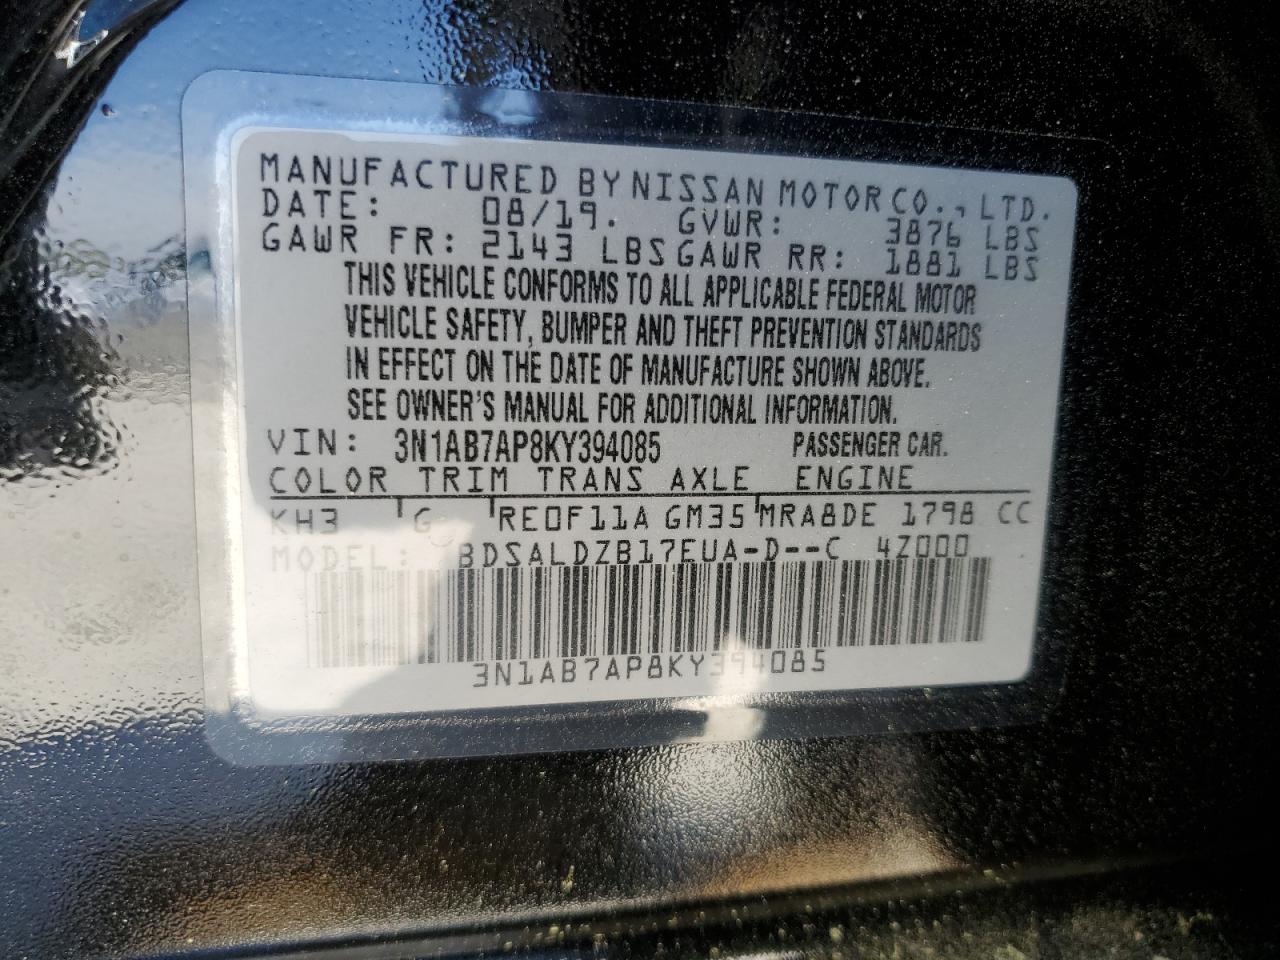 MANUFACTURED BY NISSAN MOTOR CO., LTD.
DATE: 08/19. GVWR: 3876 LBS
GAWR FR: 2143 LBS GAWR RR: 1881 LBS
THIS VEHICLE CONFORMS TO ALL APPLICABLE FEDERAL MOTOR
VEHICLE SAFETY, BUMPER AND THEFT PREVENTION STANDARDS
IN EFFECT ON THE DATE OF MANUFACTURE SHOWN ABOVE.
SEE OWNER'S MANUAL FOR ADDITIONAL INFORMATION.
VIN: 3N1AB7AP8KY394085 PASSENGER CAR.
COLOR TRIM TRANS AXLE ENGINE
KH3 G RE0F11A GM35 MRA8DE 1798 CC
MODEL: BDSALDZB17EUA-D--C 4Z000
3N1AB7AP8KY394085